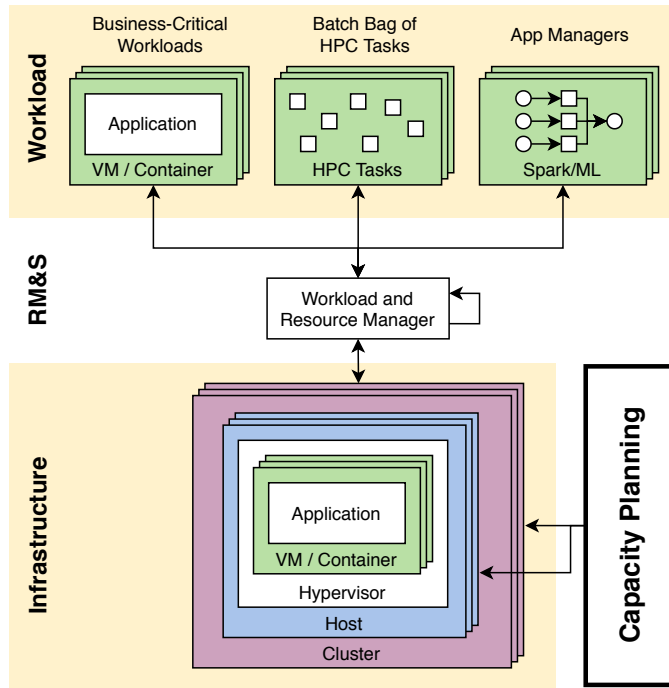 Business-Critical
Workloads
Batch Bag of
HPC Tasks
App Managers
Workload
Application
VM / Container
HPC Tasks
Spark/ML
RM&S
Workload and
Resource Manager
Infrastructure
Application
VM / Container
Hypervisor
Host
Cluster
Capacity Planning